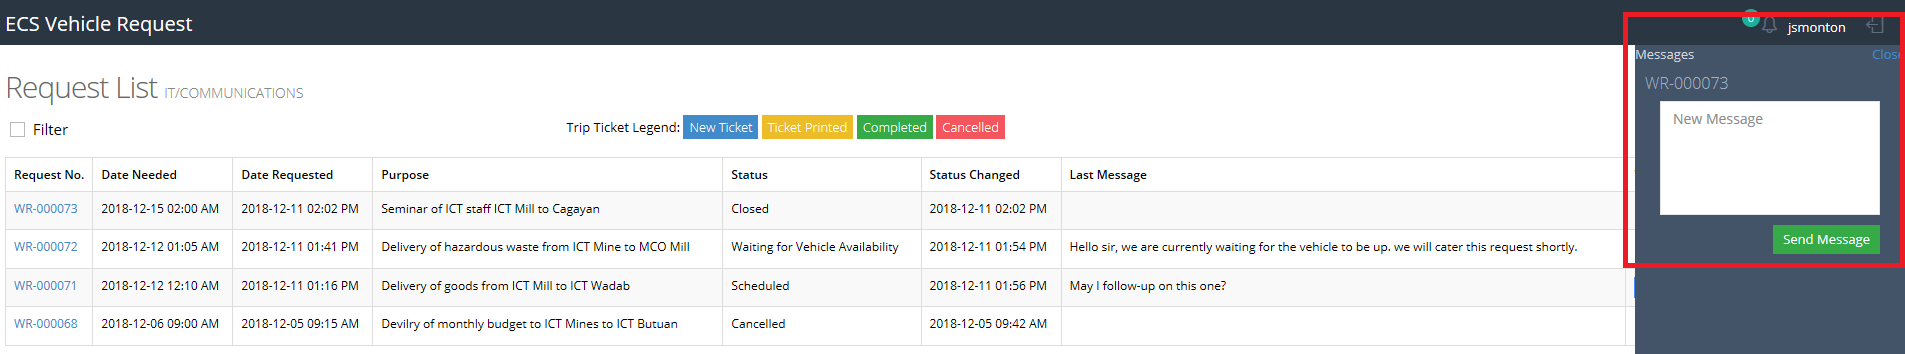 ECS Vehicle Request
0
jsmonton
Messages
Close
WR-000073
New Message
Send Message
Request List IT/COMMUNICATIONS
Filter
Trip Ticket Legend: New Ticket Ticket Printed Completed Cancelled
Request No. Date Needed Date Requested Purpose Status Status Changed Last Message
WR-000073 2018-12-15 02:00 AM 2018-12-11 02:02 PM Seminar of ICT staff ICT Mill to Cagayan Closed 2018-12-11 02:02 PM
WR-000072 2018-12-12 01:05 AM 2018-12-11 01:41 PM Delivery of hazardous waste from ICT Mine to MCO Mill Waiting for Vehicle Availability 2018-12-11 01:54 PM Hello sir, we are currently waiting for the vehicle to be up. we will cater this request shortly.
WR-000071 2018-12-12 12:10 AM 2018-12-11 01:16 PM Delivery of goods from ICT Mill to ICT Wadab Scheduled 2018-12-11 01:56 PM May I follow-up on this one?
WR-000068 2018-12-06 09:00 AM 2018-12-05 09:15 AM Devilry of monthly budget to ICT Mines to ICT Butuan Cancelled 2018-12-05 09:42 AM